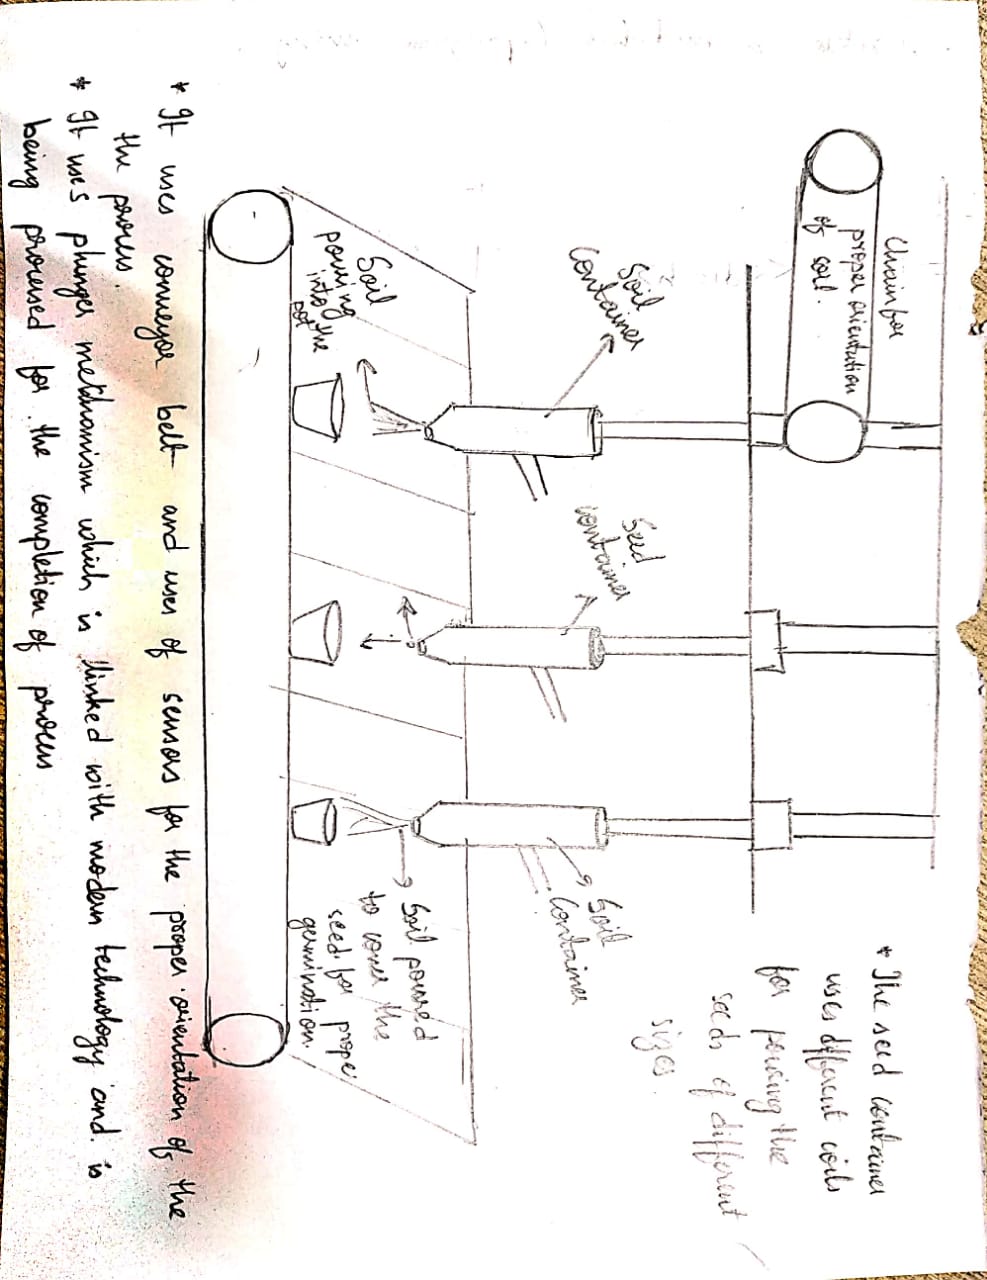 Chain for
proper orientation
of soil.
* The seed container
uses dfferent coils
for pouring the
seeds of different
sizes.
Soil
Container
Seed
container
Soil
Container
Soil
pouring
into the
pot
Soil poured
to cover the
seed. for proper
germination.
* It uses conveyor belt and uses of sensors for the proper orientation of the
the process.
* It uses plunger mechanism which is linked with modern technology and is
being processed for the completion of process